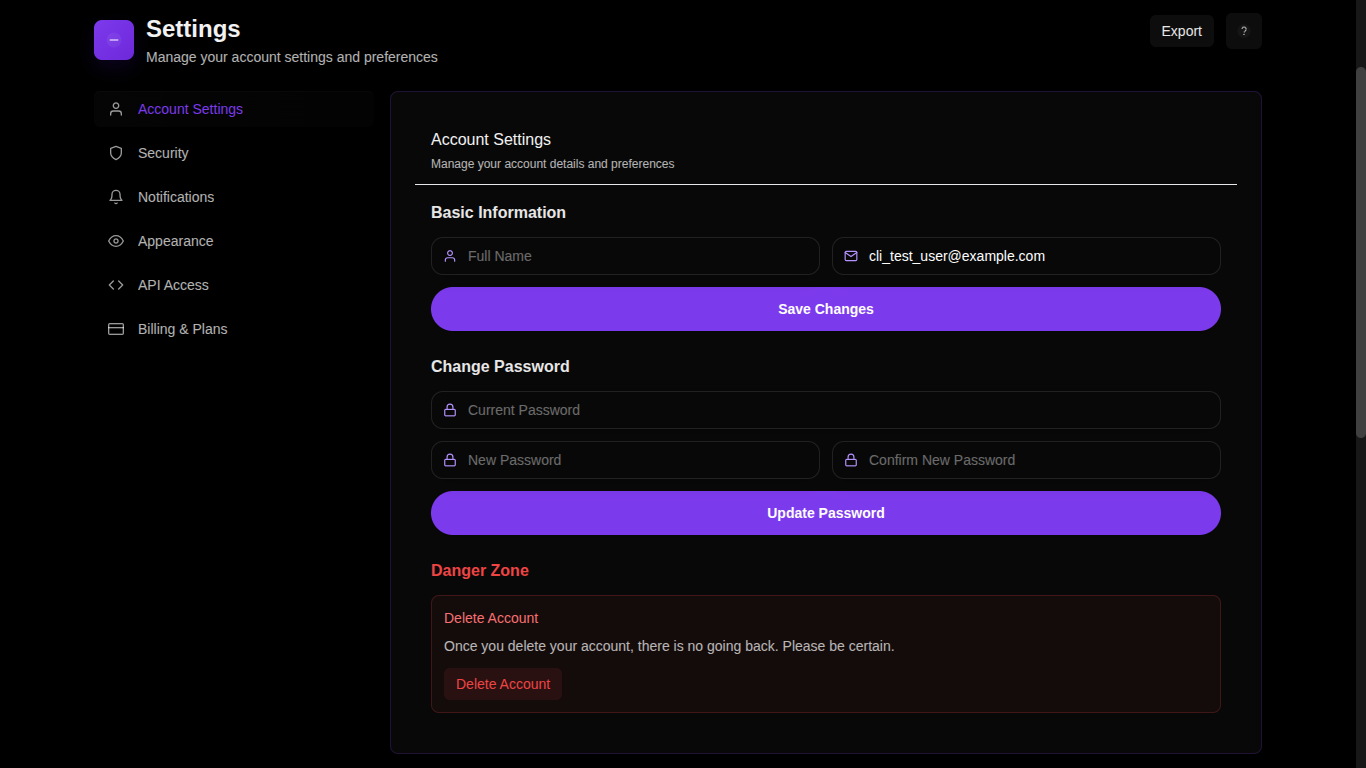 Settings
Manage your account settings and preferences
Export
?
Account Settings
Security
Notifications
Appearance
API Access
Billing & Plans
Account Settings
Manage your account details and preferences
Basic Information
Full Name
cli_test_user@example.com
Save Changes
Change Password
Current Password
New Password
Confirm New Password
Update Password
Danger Zone
Delete Account
Once you delete your account, there is no going back. Please be certain.
Delete Account